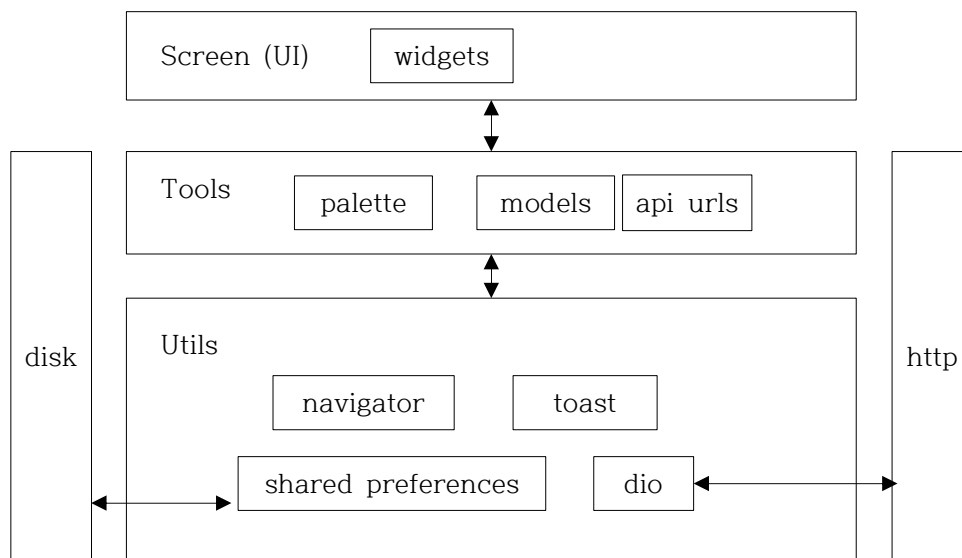 Screen (UI)
widgets
Tools
palette
models
api urls
disk
Utils
http
navigator
toast
shared preferences
dio